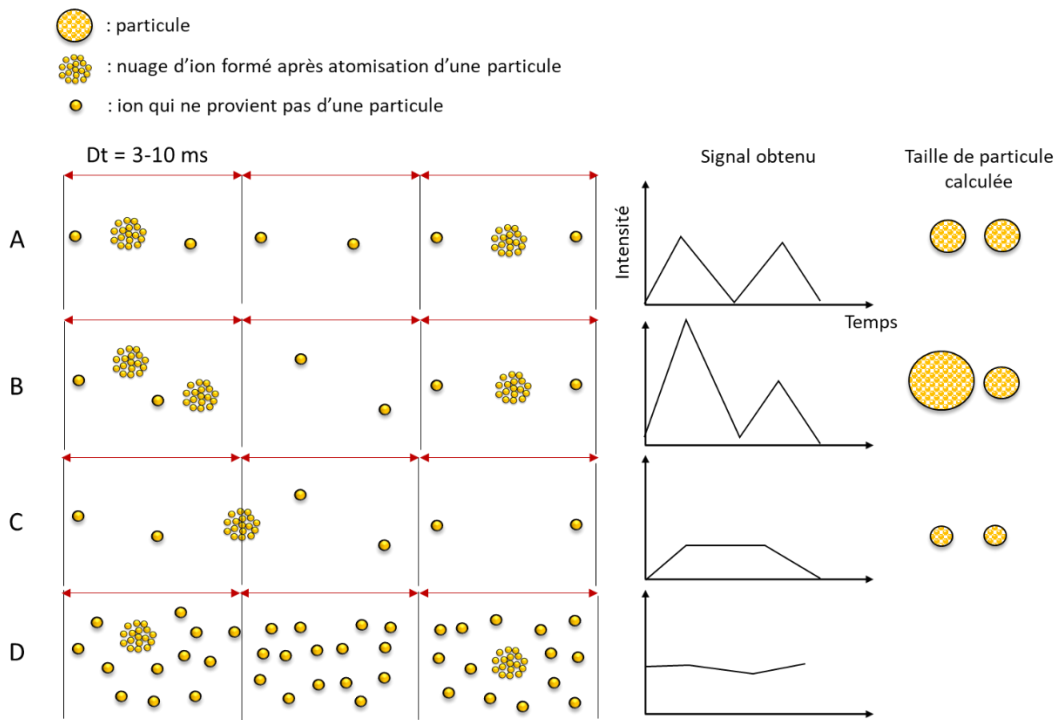 : particule
: nuage d'ion formé après atomisation d'une particule
: ion qui ne provient pas d'une particule
Dt = 3-10 ms
Signal obtenu
Taille de particule
calculée
A
Intensité
Temps
B
C
D